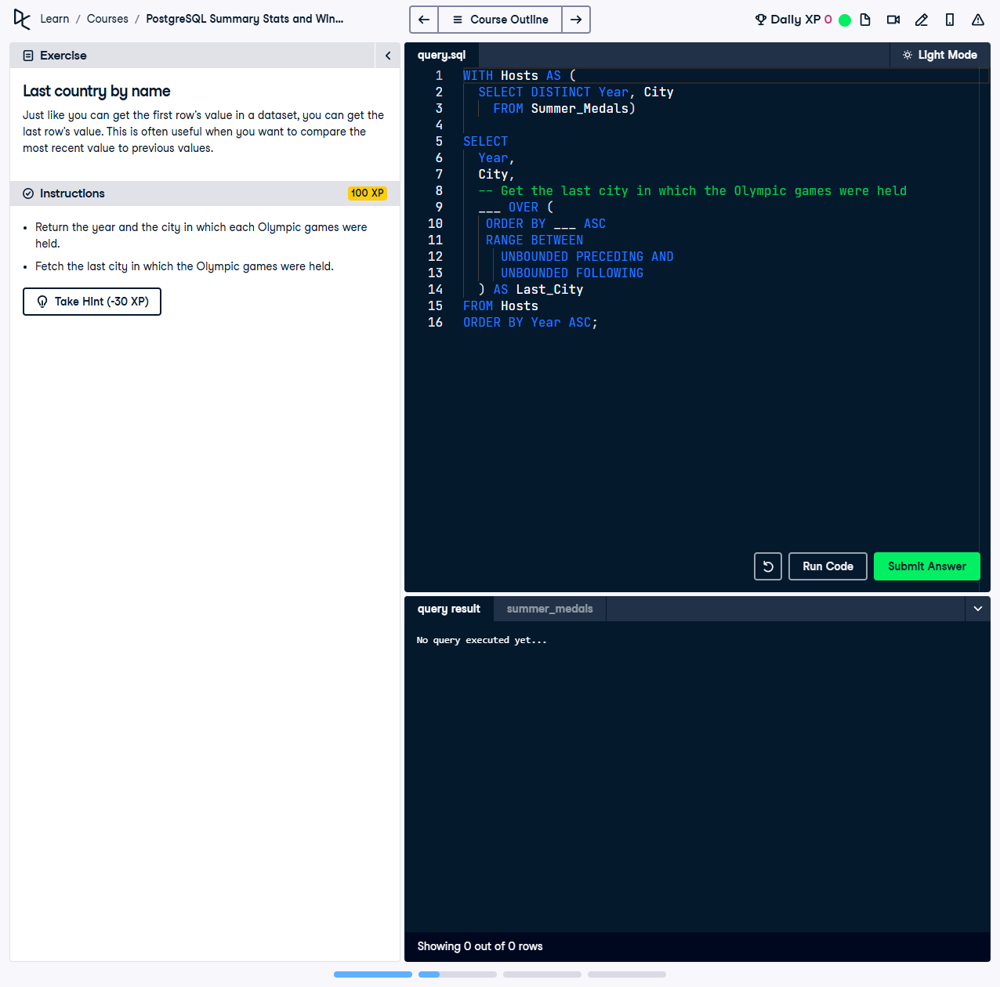 Learn / Courses / PostgreSQL Summary Stats and Win...
Course Outline
Daily XP 0
Exercise
Last country by name
Just like you can get the first row's value in a dataset, you can get the
last row's value. This is often useful when you want to compare the
most recent value to previous values.
Instructions
100 XP
• Return the year and the city in which each Olympic games were
held.
• Fetch the last city in which the Olympic games were held.
Take Hint (-30 XP)
query.sql
Light Mode
1 WITH Hosts AS (
2 SELECT DISTINCT Year, City
3 FROM Summer_Medals)
4
5 SELECT
6 Year,
7 City,
8 -- Get the last city in which the Olympic games were held
9 ___ OVER (
10 ORDER BY ___ ASC
11 RANGE BETWEEN
12 UNBOUNDED PRECEDING AND
13 UNBOUNDED FOLLOWING
14 ) AS Last_City
15 FROM Hosts
16 ORDER BY Year ASC;
Run Code
Submit Answer
query result
summer_medals
No query executed yet...
Showing 0 out of 0 rows